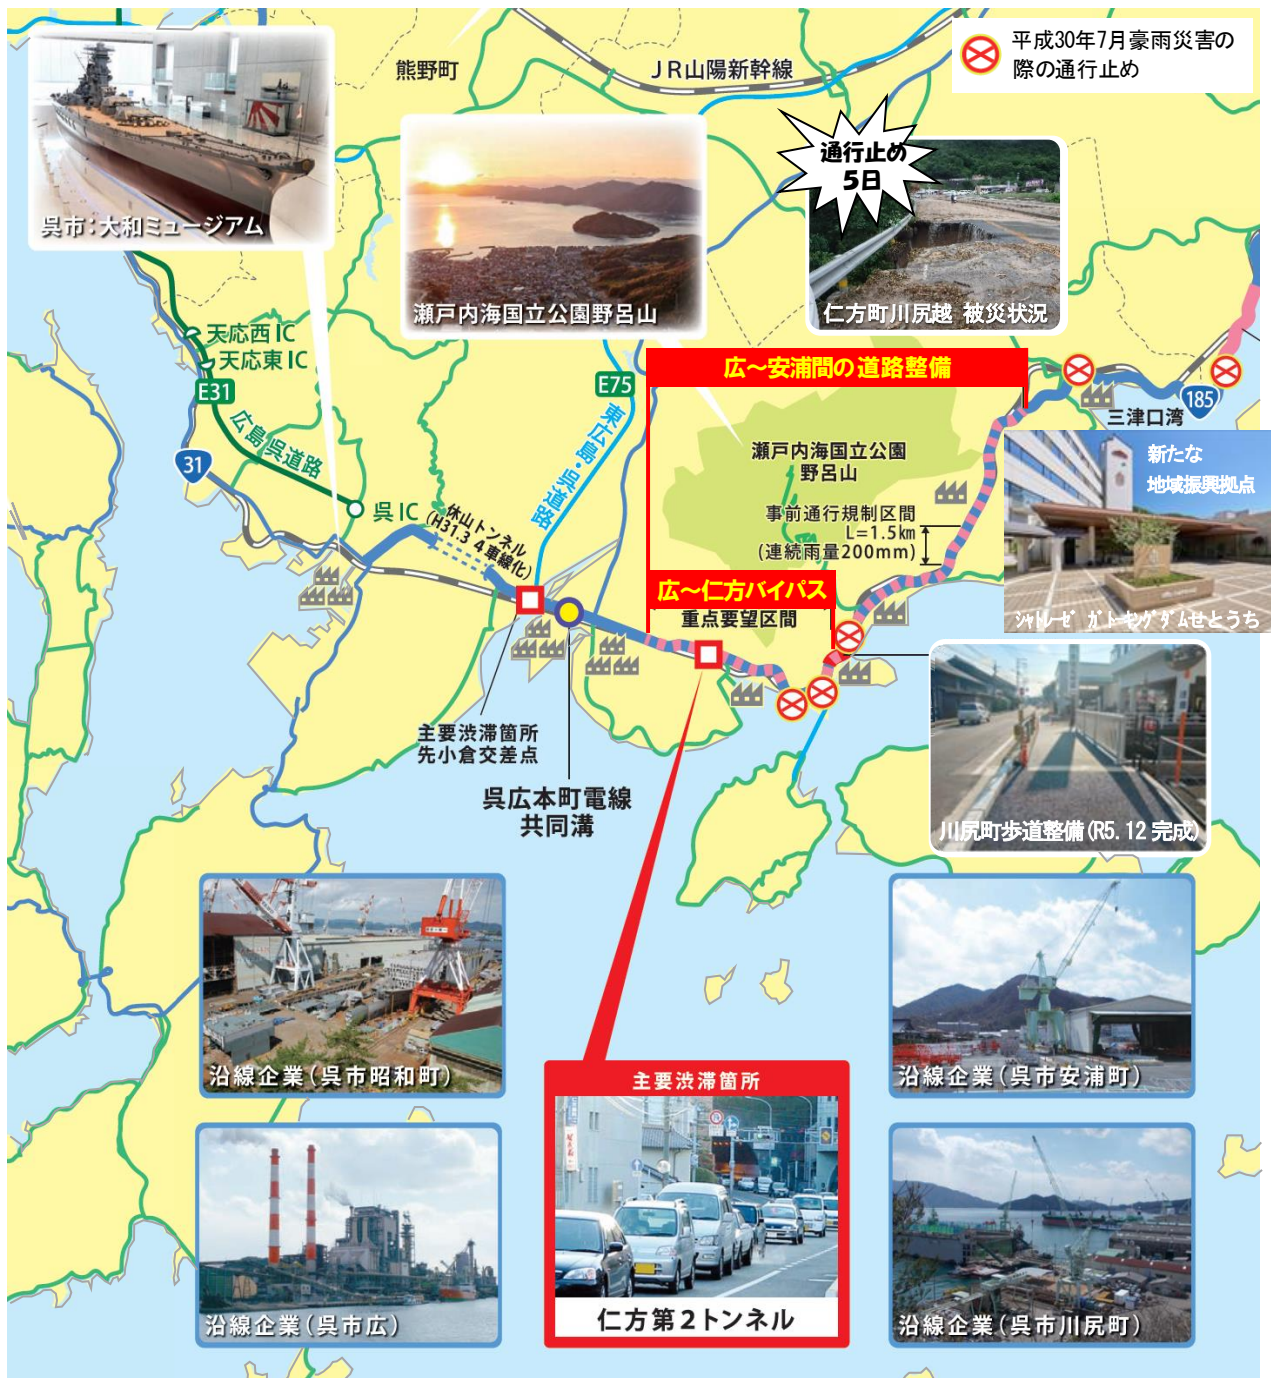 平成30年7月豪雨災害の
際の通行止め
熊野町
JR山陽新幹線
通行止め
5日
呉市:大和ミュージアム
瀬戸内海国立公園野呂山
仁方町川尻越 被災状況
天応西IC
天応東IC
E31
広島呉道路
31
呉IC
休山トンネル
(H31.3 4車線化)
E75
東広島・呉道路
広～安浦間の道路整備
瀬戸内海国立公園
野呂山
事前通行規制区間
L=1.5km
(連続雨量200mm)
広～仁方バイパス
重点要望区間
185
三津口湾
新たな
地域振興拠点
シャトレーゼ ガトーキングダムせとうち
主要渋滞箇所
先小倉交差点
呉広本町電線
共同溝
川尻町歩道整備(R5.12完成)
沿線企業(呉市昭和町)
沿線企業(呉市安浦町)
主要渋滞箇所
仁方第2トンネル
沿線企業(呉市広)
沿線企業(呉市川尻町)